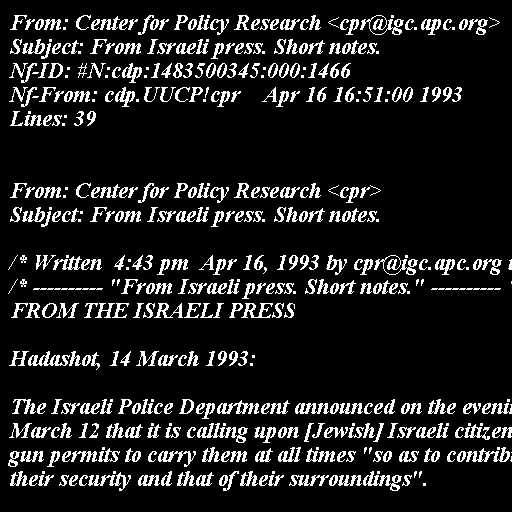 From: Center for Policy Research <cpr@igc.apc.org>
Subject: From Israeli press. Short notes.
Nf-ID: #N:cdp:1483500345:000:1466
Nf-From: cdp.UUCP!cpr    Apr 16 16:51:00 1993
Lines: 39
From: Center for Policy Research <cpr>
Subject: From Israeli press. Short notes.
/* Written  4:43 pm  Apr 16, 1993 by cpr@igc.apc.org
/* ---------- "From Israeli press. Short notes." ----------
FROM THE ISRAELI PRESS
Hadashot, 14 March 1993:
The Israeli Police Department announced on the
March 12 that it is calling upon [Jewish] Israeli
gun permits to carry them at all times "so as to
their security and that of their surroundings".